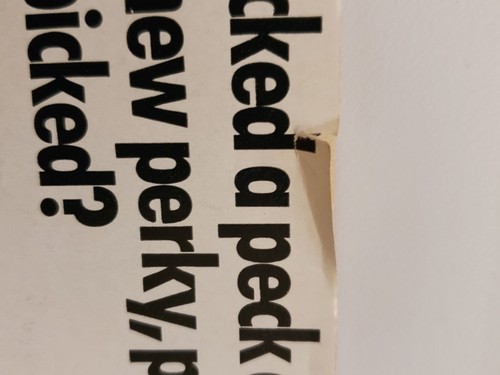 cked a peck
new perky, p
picked?